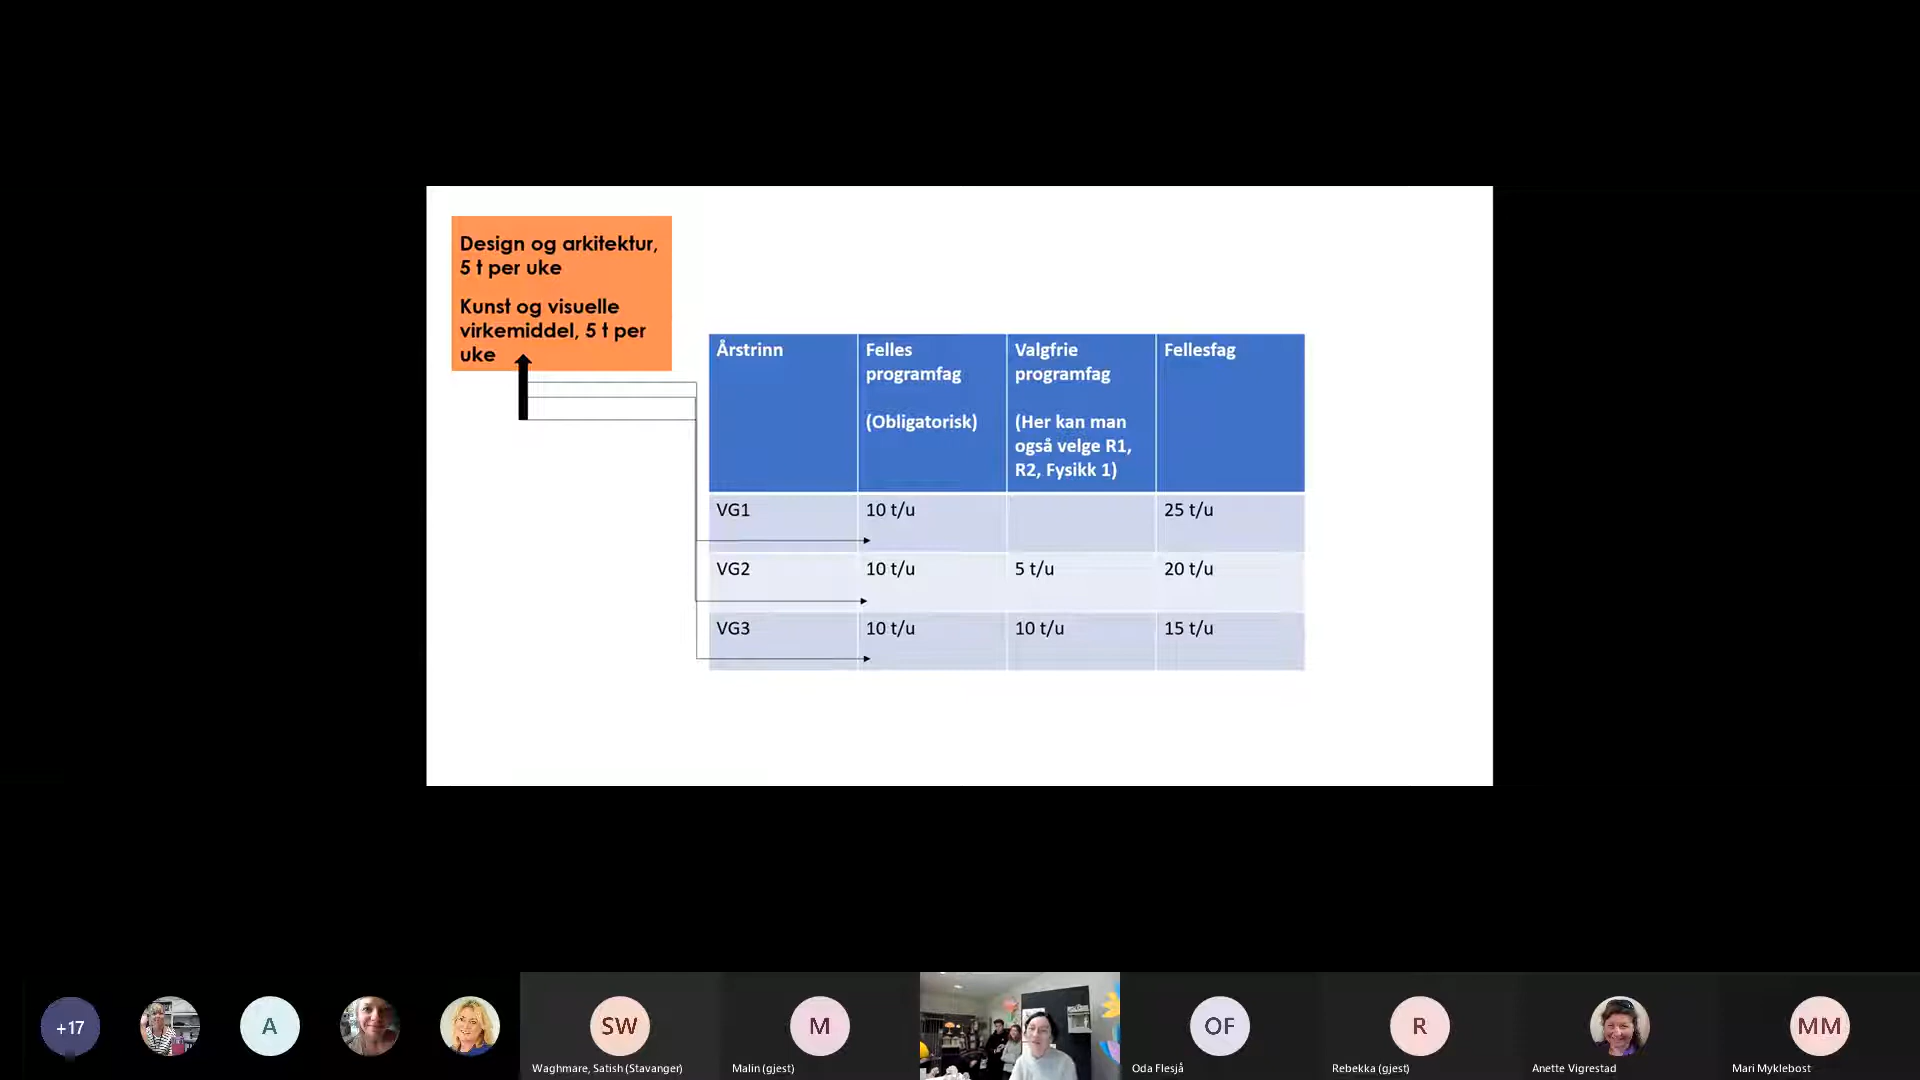 Design og arkitektur,
5 t per uke
Kunst og visuelle
virkemiddel, 5 t per
uke
Årstrinn
Felles
programfag
(Obligatorisk)
Valgfrie
programfag
(Her kan man
også velge R1,
R2, Fysikk 1)
Fellesfag
VG1
10 t/u
25 t/u
VG2
10 t/u
5 t/u
20 t/u
VG3
10 t/u
10 t/u
15 t/u
+17
A
SW
Waghmare, Satish (Stavanger)
M
Malin (gjest)
OF
Oda Flesjå
R
Rebekka (gjest)
Anette Vigrestad
MM
Mari Myklebost